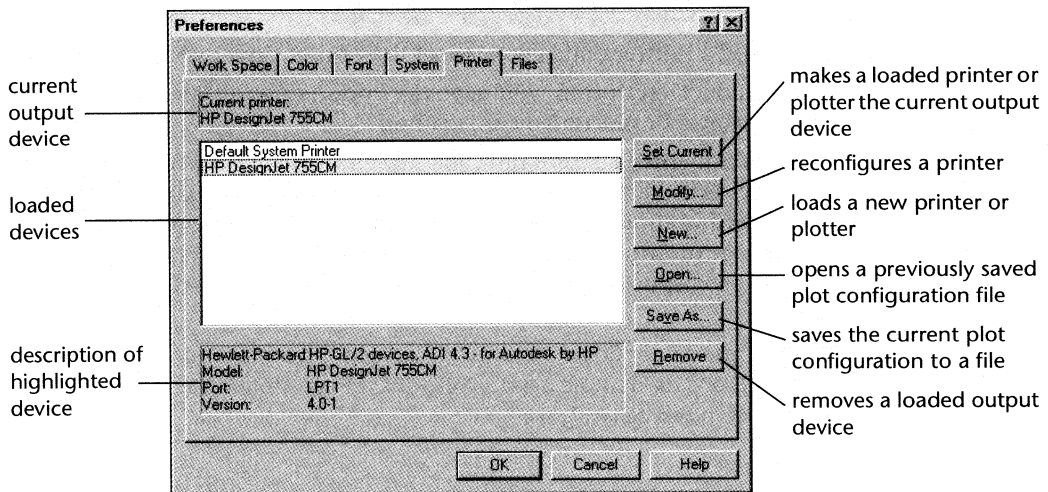 Preferences
Work Space
Color
Font
System
Printer
Files
current
output
device
Current printer:
HP DesignJet 755CM
loaded
devices
Default System Printer
HP DesignJet 755CM
description of
highlighted
device
Hewlett-Packard HP-GL/2 devices, ADI 4.3 - for Autodesk by HP
Model: HP DesignJet 755CM
Port: LPT1
Version: 4.0-1
Set Current
makes a loaded printer or
plotter the current output
device
Modify...
reconfigures a printer
New...
loads a new printer or
plotter
Open...
opens a previously saved
plot configuration file
Save As...
saves the current plot
configuration to a file
Remove
removes a loaded output
device
OK
Cancel
Help